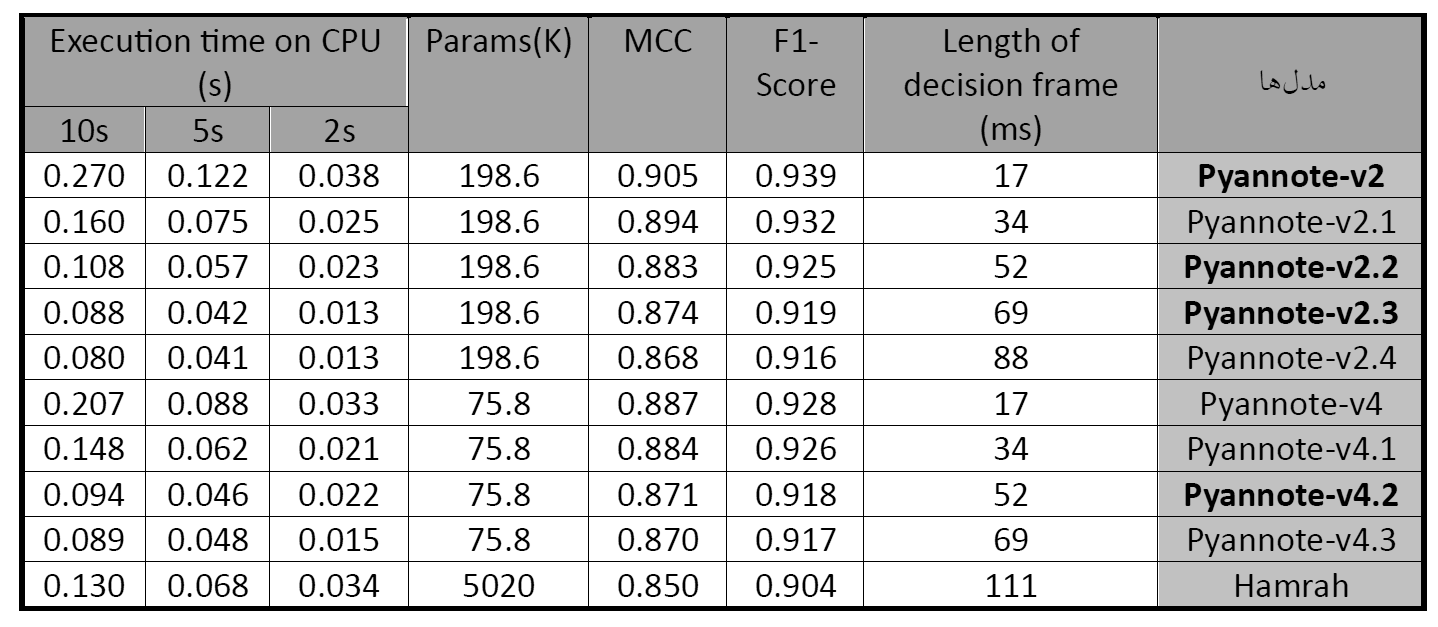 Execution time on CPU (s) Params(K) MCC F1-Score Length of decision frame (ms) مدل‌ها
10s 5s 2s
0.270 0.122 0.038 198.6 0.905 0.939 17 Pyannote-v2
0.160 0.075 0.025 198.6 0.894 0.932 34 Pyannote-v2.1
0.108 0.057 0.023 198.6 0.883 0.925 52 Pyannote-v2.2
0.088 0.042 0.013 198.6 0.874 0.919 69 Pyannote-v2.3
0.080 0.041 0.013 198.6 0.868 0.916 88 Pyannote-v2.4
0.207 0.088 0.033 75.8 0.887 0.928 17 Pyannote-v4
0.148 0.062 0.021 75.8 0.884 0.926 34 Pyannote-v4.1
0.094 0.046 0.022 75.8 0.871 0.918 52 Pyannote-v4.2
0.089 0.048 0.015 75.8 0.870 0.917 69 Pyannote-v4.3
0.130 0.068 0.034 5020 0.850 0.904 111 Hamrah